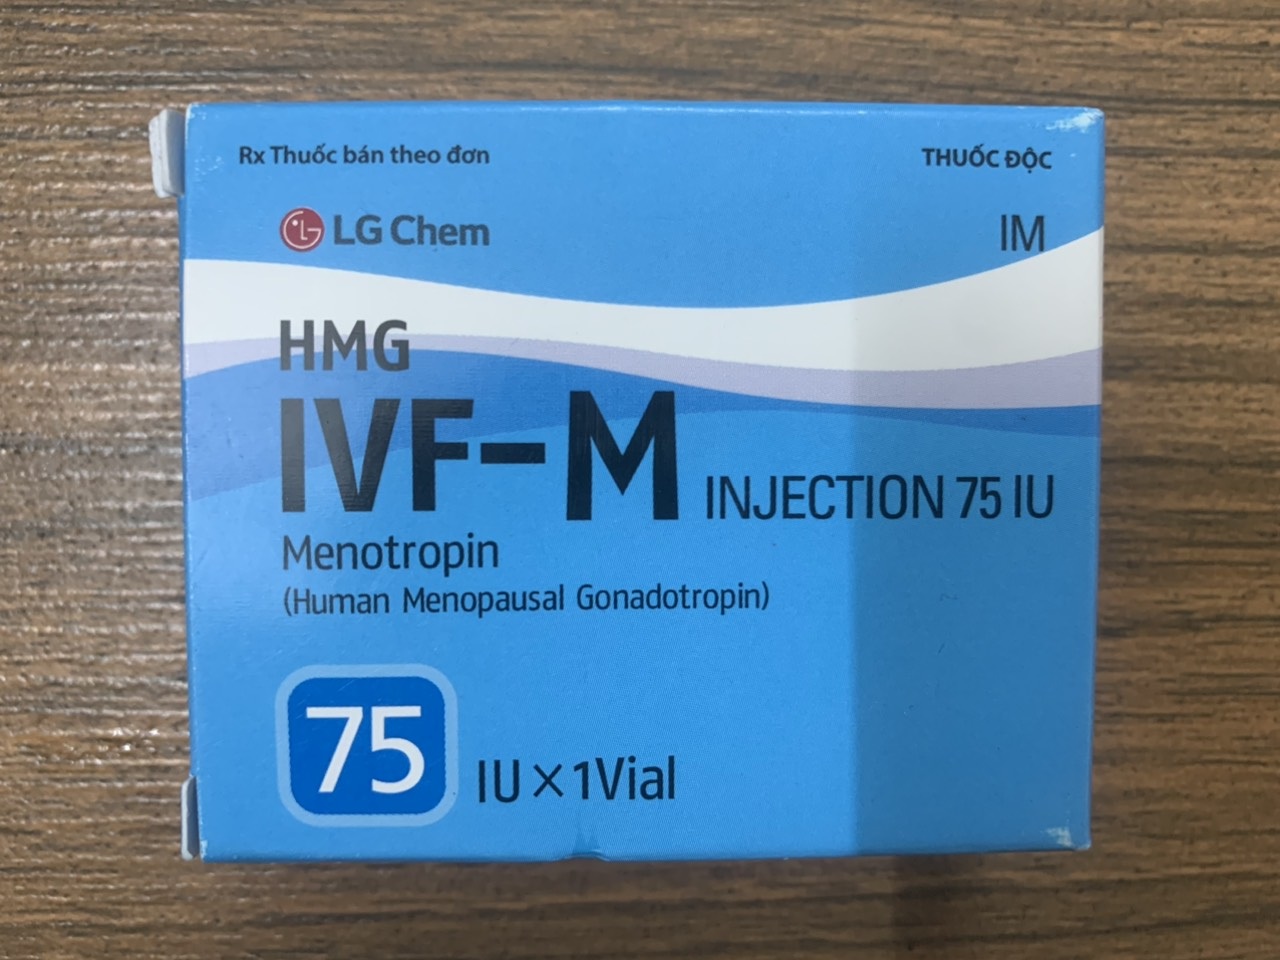 Rx Thuốc bán theo đơn
THUỐC ĐỘC
LG Chem
IM
HMG
IVF-M INJECTION 75 IU
Menotropin
(Human Menopausal Gonadotropin)
75 IU × 1Vial